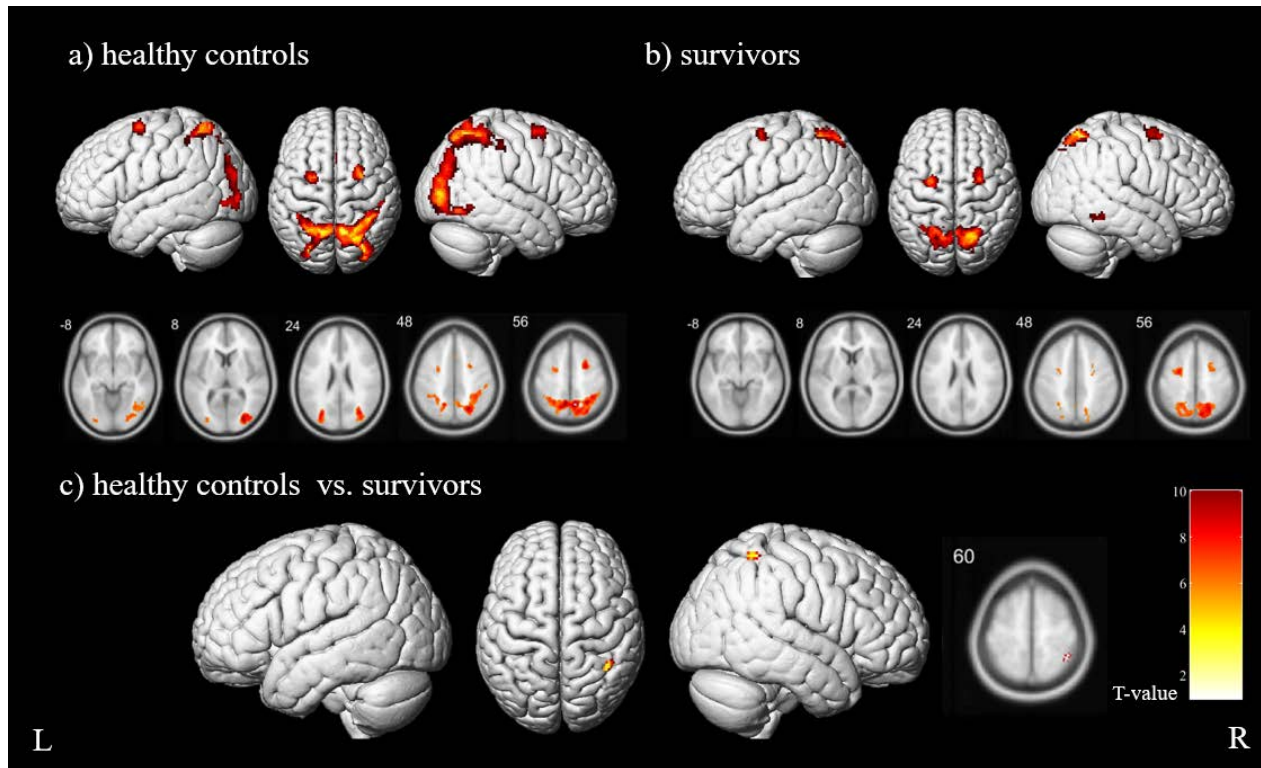 a) healthy controls
b) survivors
-8
8
24
48
56
-8
8
24
48
56
c) healthy controls vs. survivors
60
10
8
6
4
2
T-value
L
R